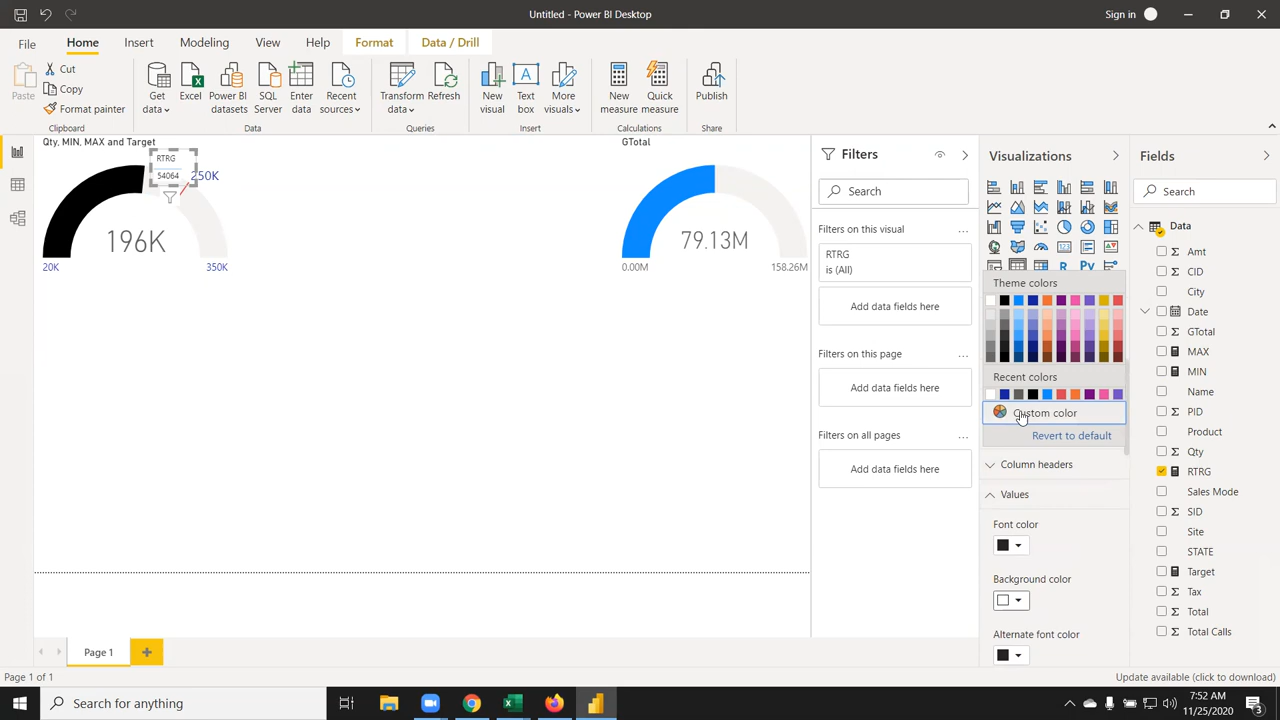 Untitled - Power BI Desktop
Sign in
File
Home
Insert
Modeling
View
Help
Format
Data / Drill
Paste
Cut
Copy
Format painter
Clipboard
Get data
Excel
Power BI datasets
SQL Server
Enter data
Recent sources
Data
Transform data
Refresh
Queries
New visual
Text box
More visuals
Insert
New measure
Quick measure
Calculations
Publish
Share
Qty, MIN, MAX and Target
RTRG
54064
250K
196K
20K
350K
GTotal
79.13M
0.00M
158.26M
Filters
Search
Filters on this visual
RTRG
is (All)
Add data fields here
Filters on this page
Add data fields here
Filters on all pages
Add data fields here
Visualizations
R
Py
Theme colors
Recent colors
Custom color
Revert to default
Column headers
Values
Font color
Background color
Alternate font color
Fields
Search
Data
Amt
CID
City
Date
GTotal
MAX
MIN
Name
PID
Product
Qty
RTRG
Sales Mode
SID
Site
STATE
Target
Tax
Total
Total Calls
Page 1
Page 1 of 1
Update available (click to download)
Search for anything
7:52 AM
11/25/2020
3